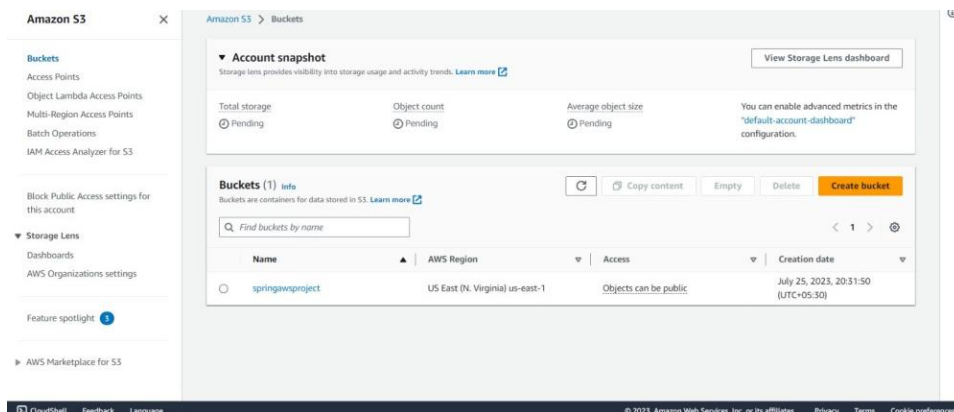 Amazon S3
Buckets
Access Points
Object Lambda Access Points
Multi-Region Access Points
Batch Operations
IAM Access Analyzer for S3
Block Public Access settings for
this account
Storage Lens
Dashboards
AWS Organizations settings
Feature spotlight 3
AWS Marketplace for S3
Amazon S3 > Buckets
Account snapshot
Storage lens provides visibility into storage usage and activity trends. Learn more
View Storage Lens dashboard
Total storage
Pending
Object count
Pending
Average object size
Pending
You can enable advanced metrics in the
"default-account-dashboard"
configuration.
Buckets (1) Info
Buckets are containers for data stored in S3. Learn more
Copy content
Empty
Delete
Create bucket
Find buckets by name
1
Name
AWS Region
Access
Creation date
springawsproject
US East (N. Virginia) us-east-1
Objects can be public
July 25, 2023, 20:31:50
(UTC+05:30)
CloudShell
Feedback
Language
© 2023, Amazon Web Services, Inc. or its affiliates.
Privacy
Terms
Cookie preferences